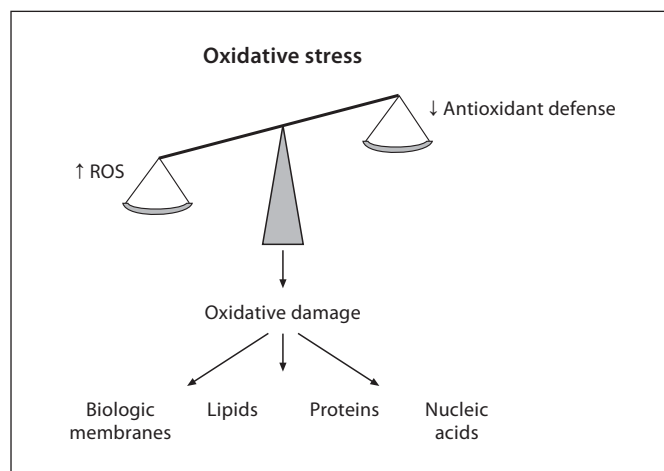 Oxidative stress
↓ Antioxidant defense
↑ ROS
Oxidative damage
Biologic
membranes
Lipids
Proteins
Nucleic
acids